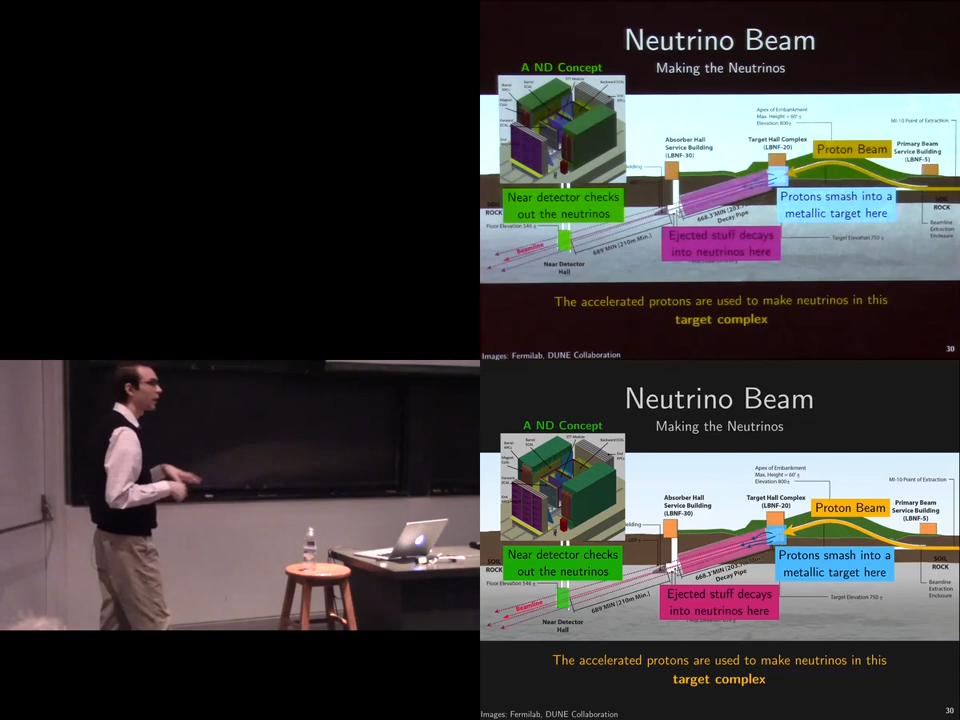 Neutrino Beam
Making the Neutrinos
A ND Concept
Apex of Embankment
Max. Height = 60' ±
Elevation 800±
MI-10 Point of Extraction
Absorber Hall
Service Building
(LBNF-30)
Target Hall Complex
(LBNF-20)
Proton Beam
Primary Beam
Service Building
(LBNF-5)
Near detector checks
out the neutrinos
Protons smash into a
metallic target here
SOIL
ROCK
SOIL
ROCK
Floor Elevation 546 ±
Decay Pipe
Beamline
Extraction
Enclosure
Ejected stuff decays
into neutrinos here
Target Elevation 750 ±
689 MIN (210m Min.)
Beamline
Near Detector
Hall
The accelerated protons are used to make neutrinos in this
target complex
Images: Fermilab, DUNE Collaboration
30
Neutrino Beam
Making the Neutrinos
A ND Concept
Apex of Embankment
Max. Height = 60' ±
Elevation 800±
MI-10 Point of Extraction
Absorber Hall
Service Building
(LBNF-30)
Target Hall Complex
(LBNF-20)
Proton Beam
Primary Beam
Service Building
(LBNF-5)
Near detector checks
out the neutrinos
Protons smash into a
metallic target here
SOIL
ROCK
SOIL
ROCK
Floor Elevation 546 ±
Decay Pipe
Beamline
Extraction
Enclosure
Ejected stuff decays
into neutrinos here
Target Elevation 750 ±
689 MIN (210m Min.)
Beamline
Near Detector
Hall
The accelerated protons are used to make neutrinos in this
target complex
Images: Fermilab, DUNE Collaboration
30